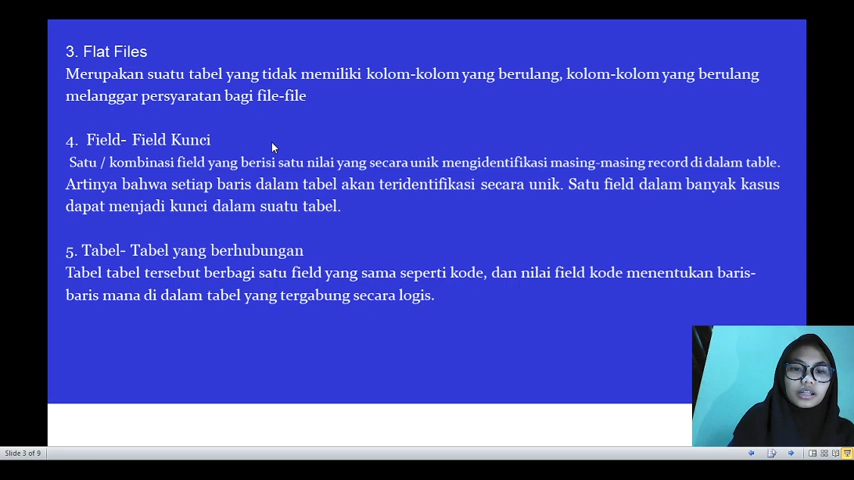 3. Flat Files
Merupakan suatu tabel yang tidak memiliki kolom-kolom yang berulang, kolom-kolom yang berulang
melanggar persyaratan bagi file-file
4. Field- Field Kunci
Satu / kombinasi field yang berisi satu nilai yang secara unik mengidentifikasi masing-masing record di dalam table.
Artinya bahwa setiap baris dalam tabel akan teridentifikasi secara unik. Satu field dalam banyak kasus
dapat menjadi kunci dalam suatu tabel.
5. Tabel- Tabel yang berhubungan
Tabel tabel tersebut berbagi satu field yang sama seperti kode, dan nilai field kode menentukan baris-
baris mana di dalam tabel yang tergabung secara logis.
Slide 3 of 9